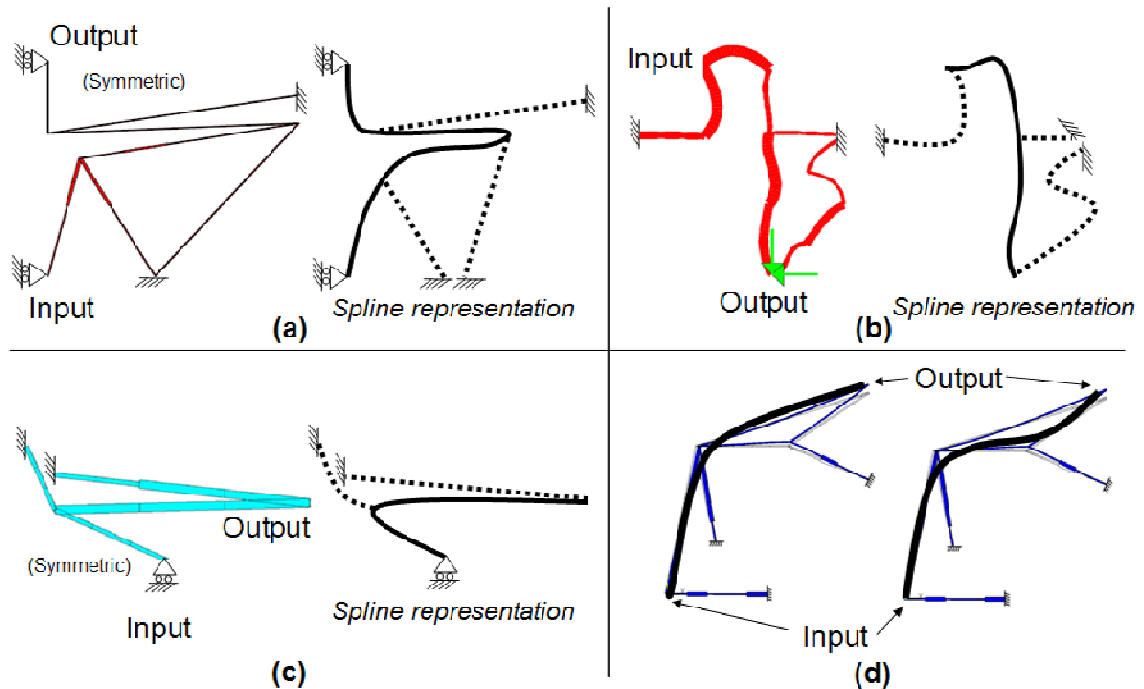 Output
(Symmetric)
Input
Spline representation
(a)
Input
Output
Spline representation
(b)
Output
(Symmetric)
Input
Spline representation
(c)
Output
Input
(d)